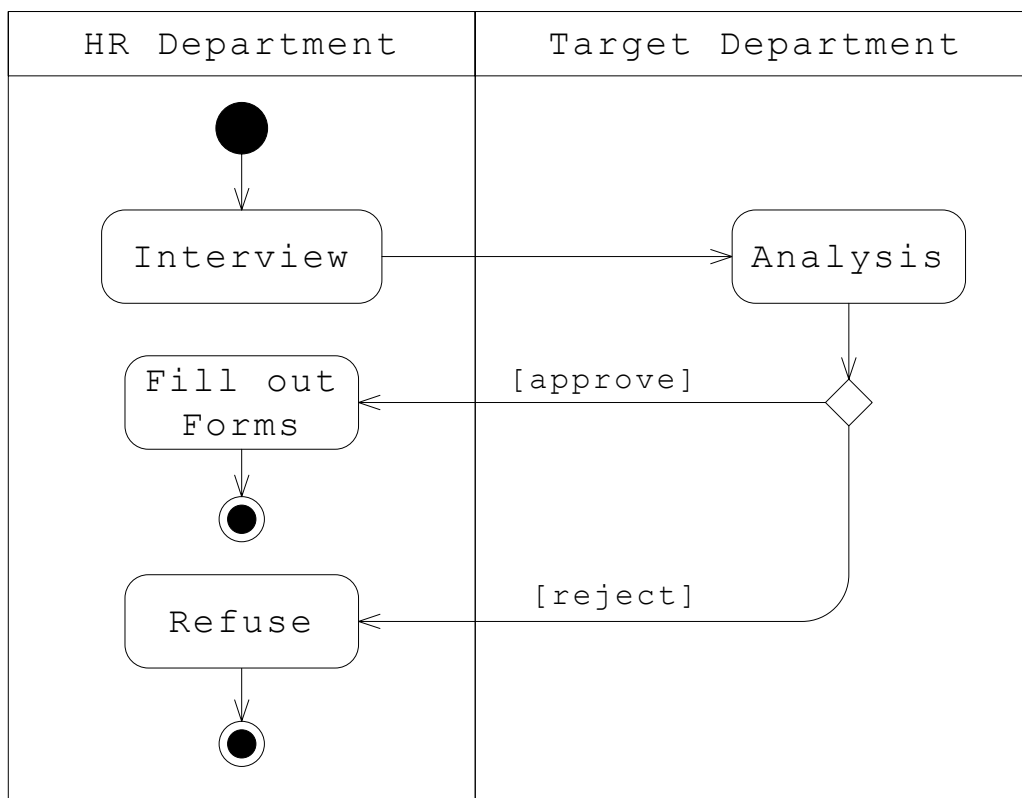 HR Department
Target Department
Interview
Analysis
Fill out
Forms
[approve]
[reject]
Refuse